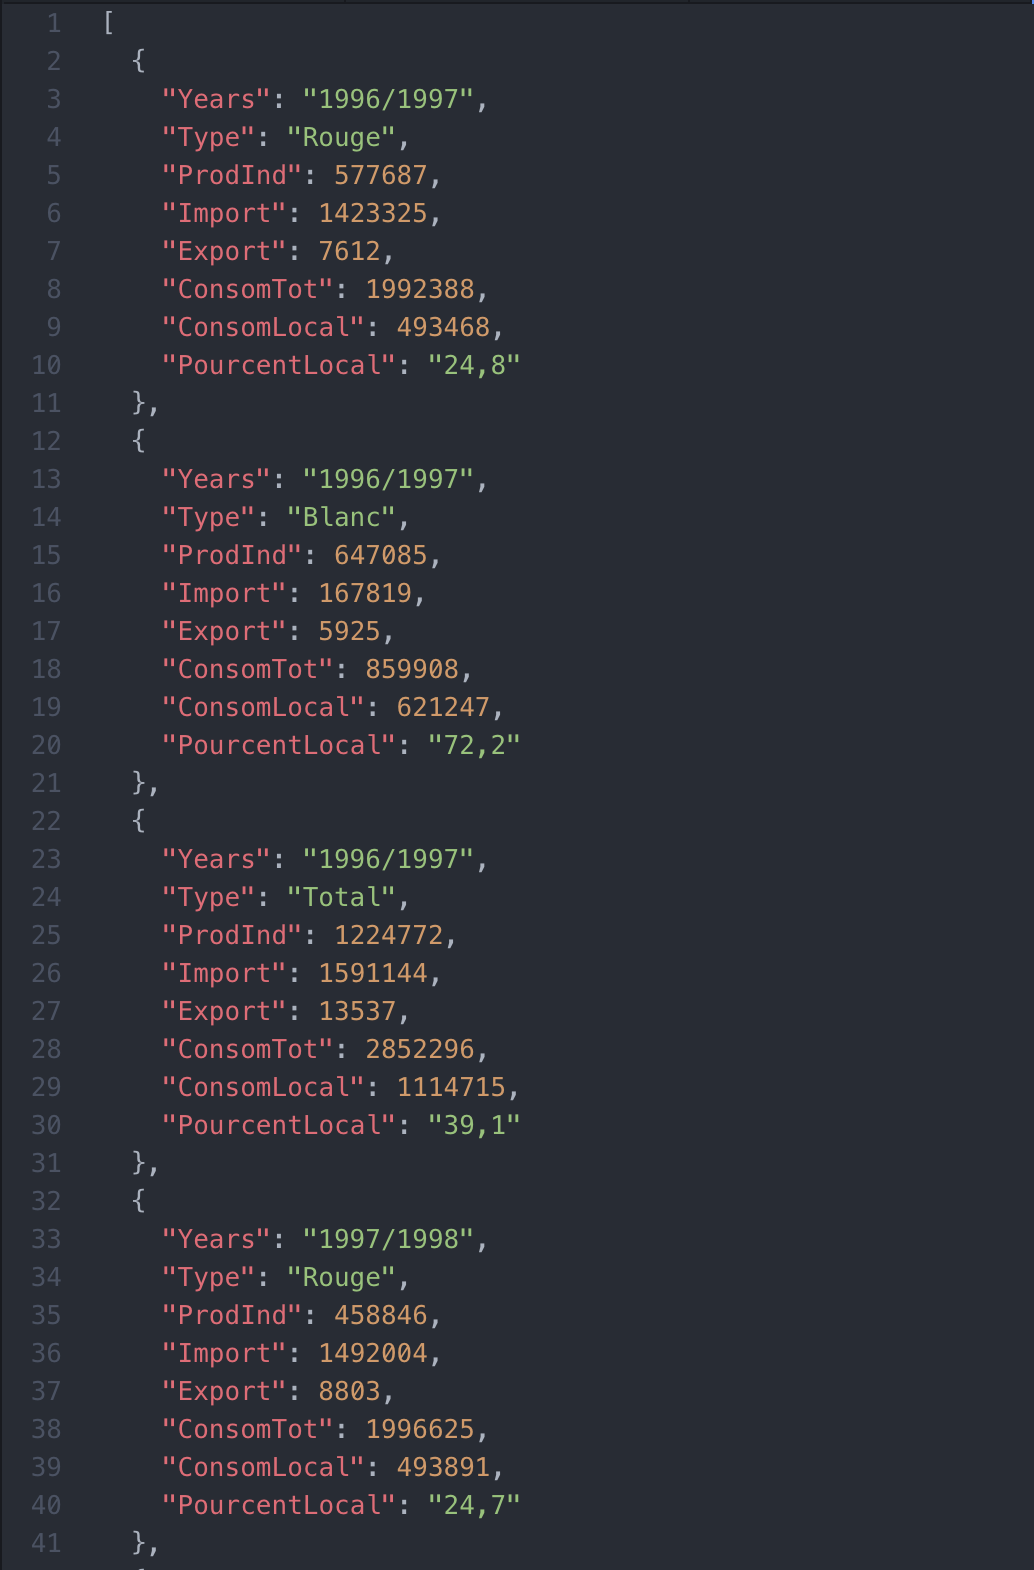 1 [
2 {
3 "Years": "1996/1997",
4 "Type": "Rouge",
5 "ProdInd": 577687,
6 "Import": 1423325,
7 "Export": 7612,
8 "ConsomTot": 1992388,
9 "ConsomLocal": 493468,
10 "PourcentLocal": "24,8"
11 },
12 {
13 "Years": "1996/1997",
14 "Type": "Blanc",
15 "ProdInd": 647085,
16 "Import": 167819,
17 "Export": 5925,
18 "ConsomTot": 859908,
19 "ConsomLocal": 621247,
20 "PourcentLocal": "72,2"
21 },
22 {
23 "Years": "1996/1997",
24 "Type": "Total",
25 "ProdInd": 1224772,
26 "Import": 1591144,
27 "Export": 13537,
28 "ConsomTot": 2852296,
29 "ConsomLocal": 1114715,
30 "PourcentLocal": "39,1"
31 },
32 {
33 "Years": "1997/1998",
34 "Type": "Rouge",
35 "ProdInd": 458846,
36 "Import": 1492004,
37 "Export": 8803,
38 "ConsomTot": 1996625,
39 "ConsomLocal": 493891,
40 "PourcentLocal": "24,7"
41 },